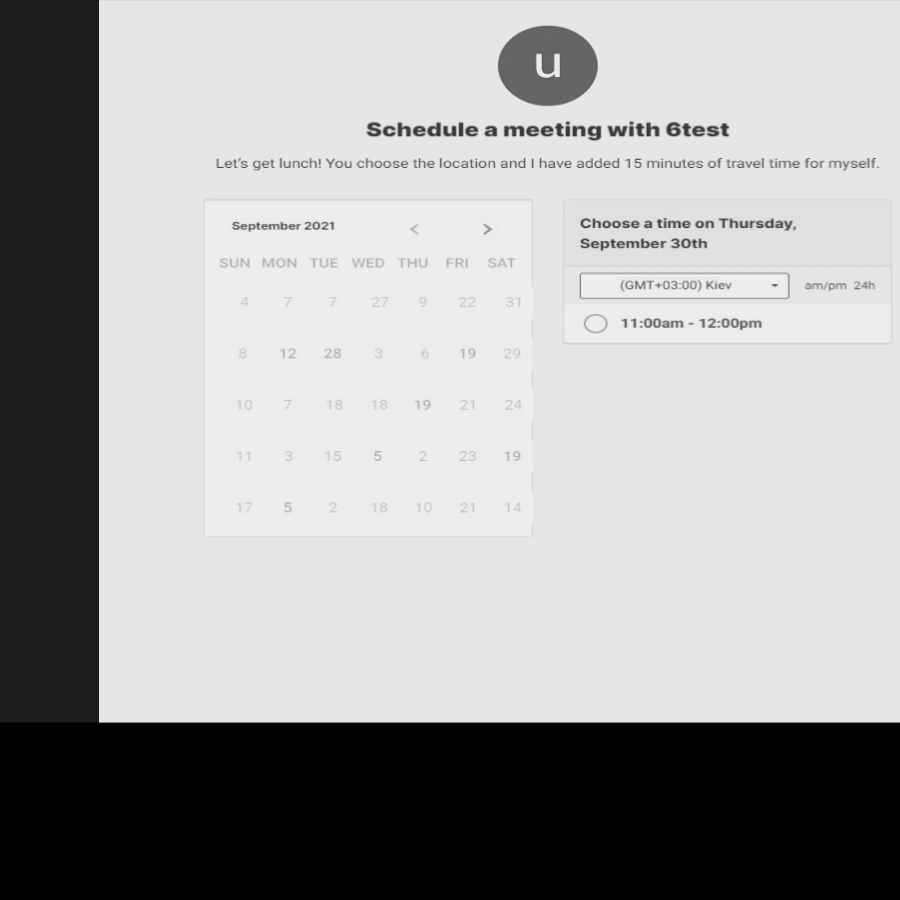 u
Schedule a meeting with 6test
Let's get lunch! You choose the location and I have added 15 minutes of travel time for myself.
September 2021 < >
SUN MON TUE WED THU FRI SAT
4 7 7 27 9 22 31
8 12 28 3 6 19 29
10 7 18 18 19 21 24
11 3 15 5 2 23 19
17 5 2 18 10 21 14
Choose a time on Thursday,
September 30th
(GMT+03:00) Kiev am/pm 24h
11:00am - 12:00pm